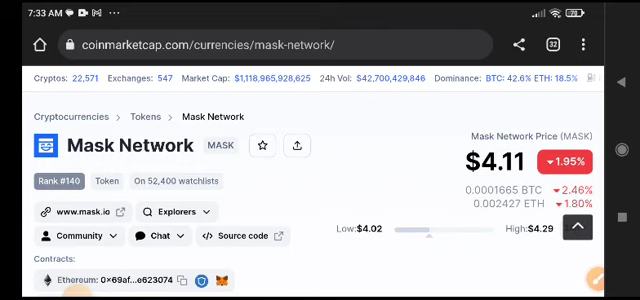 7:33 AM
73
coinmarketcap.com/currencies/mask-network/
32
Cryptos: 22,571 Exchanges: 547 Market Cap: $1,118,965,928,625 24h Vol: $42,700,429,846 Dominance: BTC: 42.6% ETH: 18.5%
Cryptocurrencies > Tokens > Mask Network
Mask Network MASK
Mask Network Price (MASK)
$4.11 1.95%
Rank #140 Token On 52,400 watchlists
0.0001665 BTC 2.46%
0.002427 ETH 1.80%
www.mask.io Explorers
Community Chat Source code
Low: $4.02 High: $4.29
Contracts:
Ethereum: 0x69af...e623074